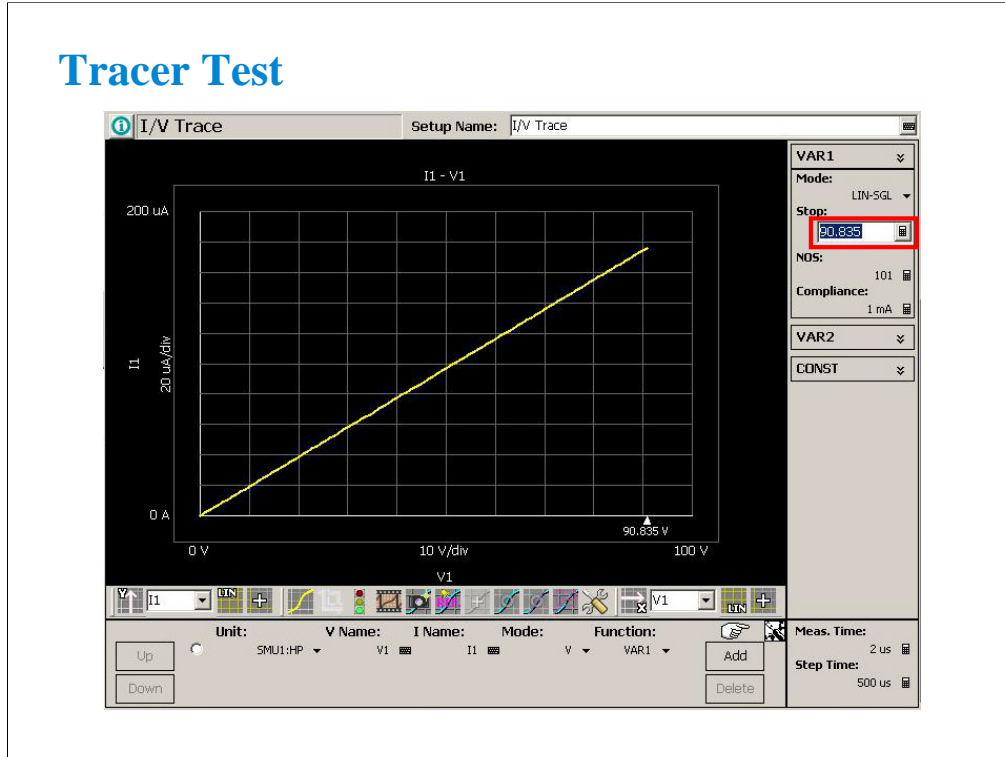 Tracer Test
I/V Trace
Setup Name: I/V Trace
I1 - V1
200 uA
I1
20 uA/div
0 A
90.835 V
0 V
10 V/div
100 V
V1
VAR1
Mode:
LIN-SGL
Stop:
90.835
NOS:
101
Compliance:
1 mA
VAR2
CONST
Y I1 LIN
X V1 LIN
Unit: V Name: I Name: Mode: Function:
SMU1:HP V1 I1 V VAR1
Up
Down
Add
Delete
Meas. Time:
2 us
Step Time:
500 us